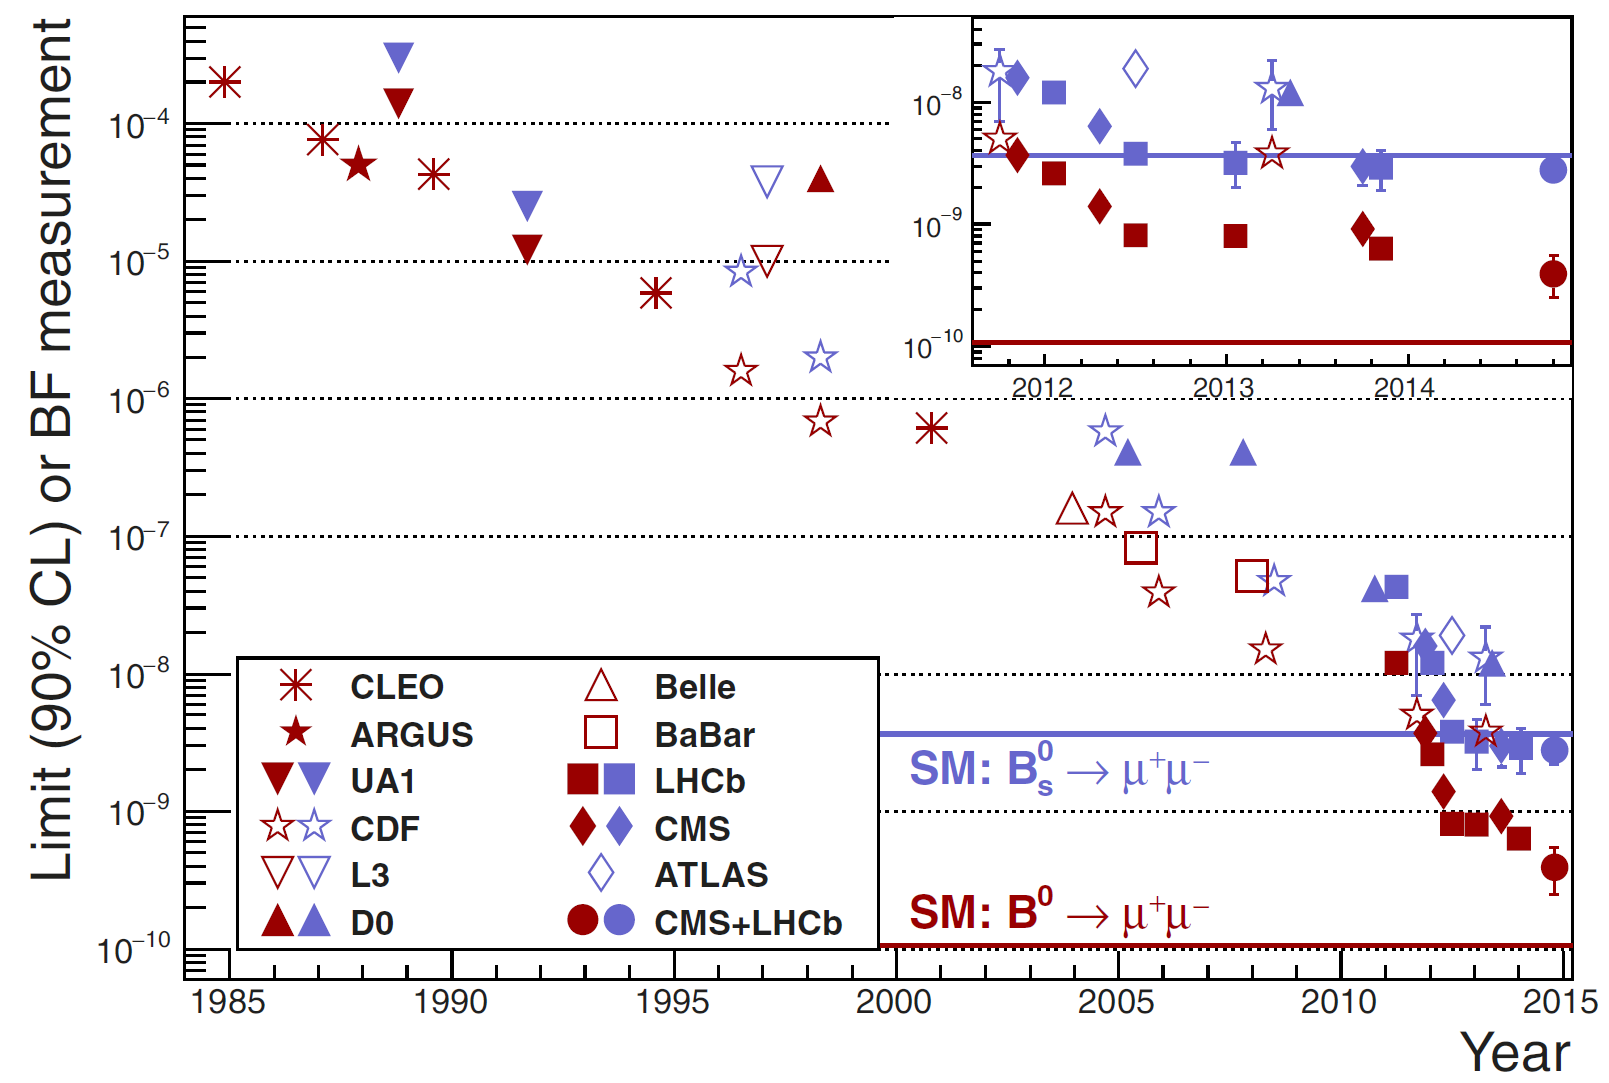 Limit (90% CL) or BF measurement
10⁻⁴
10⁻⁵
10⁻⁶
10⁻⁷
10⁻⁸
10⁻⁹
10⁻¹⁰
10⁻⁸
10⁻⁹
10⁻¹⁰
2012 2013 2014
CLEO
ARGUS
UA1
CDF
L3
D0
Belle
BaBar
LHCb
CMS
ATLAS
CMS+LHCb
SM: B⁰ₛ → μ⁺μ⁻
SM: B⁰ → μ⁺μ⁻
1985 1990 1995 2000 2005 2010 2015
Year